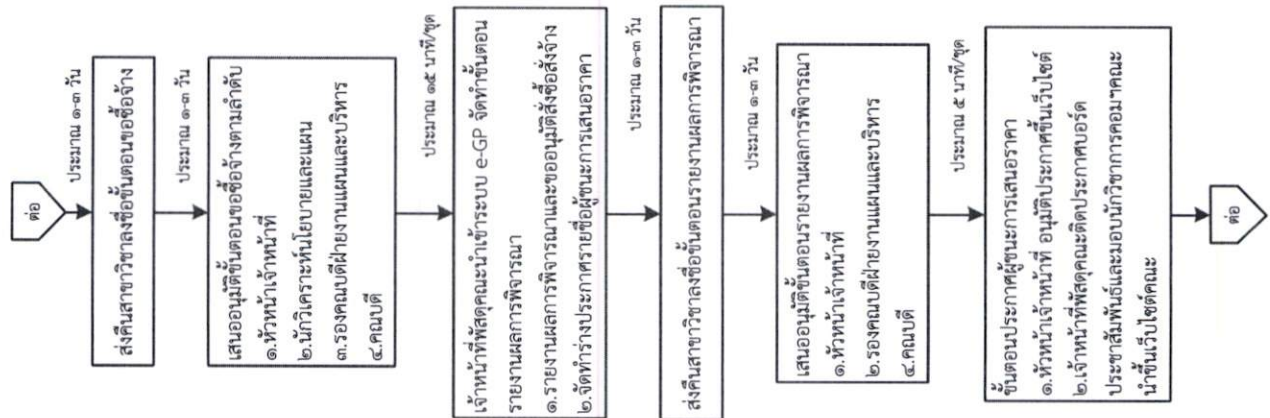 ต่อ
ประมาณ ๑-๓ วัน
ส่งคืนสาขาวิชาลงชื่อขั้นตอนขอซื้อจ้าง
ประมาณ ๑-๓ วัน
เสนออนุมัติขั้นตอนขอซื้อจ้างตามลำดับ
๑.หัวหน้าเจ้าหน้าที่
๒.นักวิเคราะห์นโยบายและแผน
๓.รองคณบดีฝ่ายงานแผนและบริหาร
๔.คณบดี
ประมาณ ๑๕ นาที/ชุด
เจ้าหน้าที่พัสดุคณะนำเข้าระบบ e-GP จัดทำขั้นตอน
รายงานผลการพิจารณา
๑.รายงานผลการพิจารณาและขออนุมัติสั่งซื้อสั่งจ้าง
๒.จัดทำร่างประกาศรายชื่อผู้ชนะการเสนอราคา
ประมาณ ๑-๓ วัน
ส่งคืนสาขาวิชาลงชื่อขั้นตอนรายงานผลการพิจารณา
ประมาณ ๑-๓ วัน
เสนออนุมัติขั้นตอนรายงานผลการพิจารณา
๑.หัวหน้าเจ้าหน้าที่
๒.รองคณบดีฝ่ายงานแผนและบริหาร
๔.คณบดี
ประมาณ ๕ นาที/ชุด
ขั้นตอนประกาศผู้ชนะการเสนอราคา
๑.หัวหน้าเจ้าหน้าที่ อนุมัติประกาศขึ้นเว็บไซต์
๒.เจ้าหน้าที่พัสดุคณะติดประกาศบอร์ด
ประชาสัมพันธ์และมอบนักวิชาการคอมฯคณะ
นำขึ้นเว็บไซต์คณะ
ต่อ